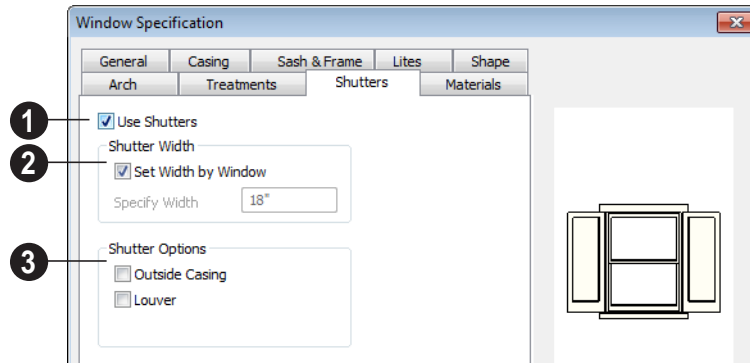 Window Specification
General Casing Sash & Frame Lites Shape
Arch Treatments Shutters Materials
1 Use Shutters
Shutter Width
2 Set Width by Window
Specify Width 18"
Shutter Options
3
Outside Casing
Louver